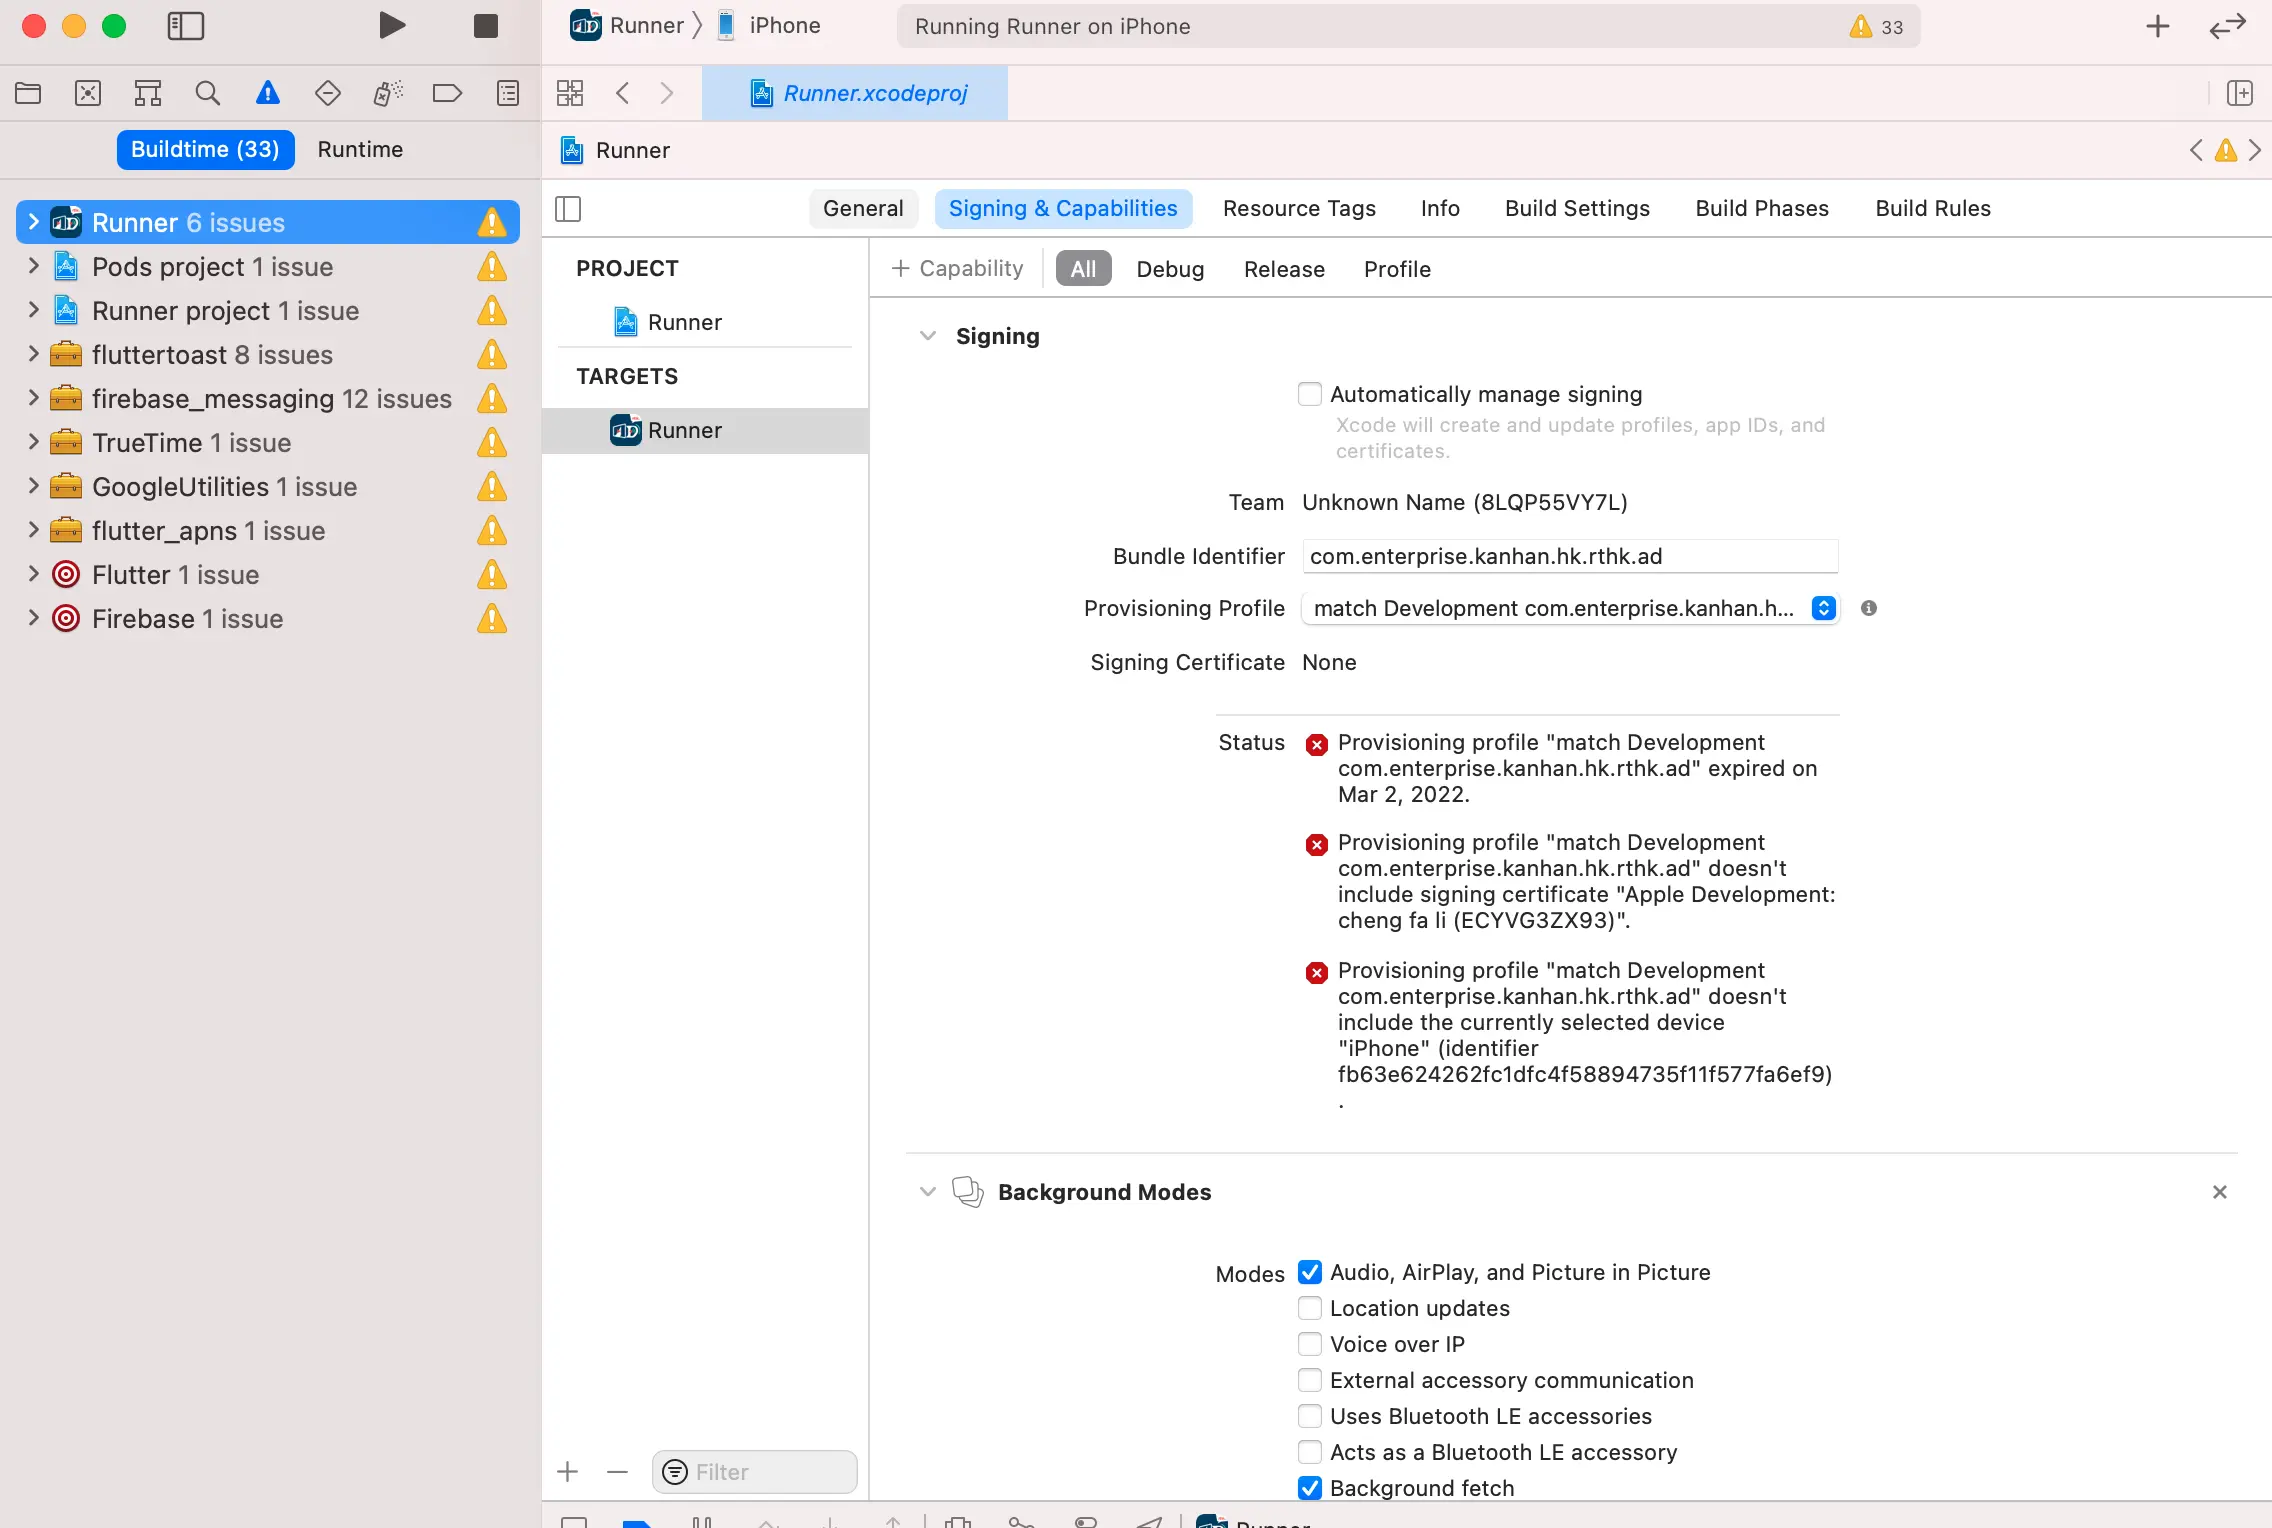 Runner
iPhone
Running Runner on iPhone
33
Runner.xcodeproj
Buildtime (33)
Runtime
Runner
General
Signing & Capabilities
Resource Tags
Info
Build Settings
Build Phases
Build Rules
Runner 6 issues
Pods project 1 issue
Runner project 1 issue
fluttertoast 8 issues
firebase_messaging 12 issues
TrueTime 1 issue
GoogleUtilities 1 issue
flutter_apns 1 issue
Flutter 1 issue
Firebase 1 issue
PROJECT
Runner
TARGETS
Runner
Filter
+ Capability
All
Debug
Release
Profile
Signing
Automatically manage signing
Xcode will create and update profiles, app IDs, and
certificates.
Team Unknown Name (8LQP55VY7L)
Bundle Identifier com.enterprise.kanhan.hk.rthk.ad
Provisioning Profile match Development com.enterprise.kanhan.h...
Signing Certificate None
Status Provisioning profile "match Development
com.enterprise.kanhan.hk.rthk.ad" expired on
Mar 2, 2022.
Provisioning profile "match Development
com.enterprise.kanhan.hk.rthk.ad" doesn't
include signing certificate "Apple Development:
cheng fa li (ECYVG3ZX93)".
Provisioning profile "match Development
com.enterprise.kanhan.hk.rthk.ad" doesn't
include the currently selected device
"iPhone" (identifier
fb63e624262fc1dfc4f58894735f11f577fa6ef9)
.
Background Modes
Modes Audio, AirPlay, and Picture in Picture
Location updates
Voice over IP
External accessory communication
Uses Bluetooth LE accessories
Acts as a Bluetooth LE accessory
Background fetch
Runner